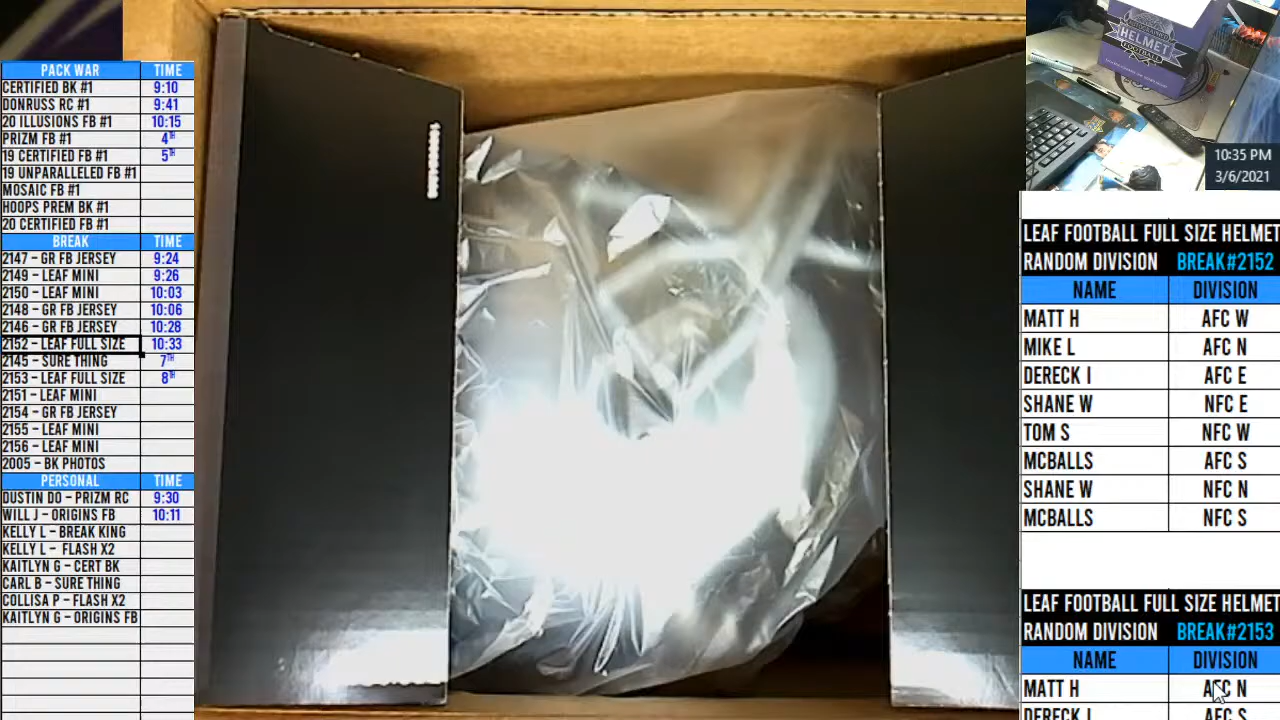 PACK WAR TIME
CERTIFIED BK #1 9:10
DONRUSS RC #1 9:41
20 ILLUSIONS FB #1 10:15
PRIZM FB #1 4TH
19 CERTIFIED FB #1 5TH
19 UNPARALLELED FB #1
MOSAIC FB #1
HOOPS PREM BK #1
20 CERTIFIED FB #1
BREAK TIME
2147 – GR FB JERSEY 9:24
2149 – LEAF MINI 9:26
2150 – LEAF MINI 10:03
2148 – GR FB JERSEY 10:06
2146 – GR FB JERSEY 10:28
2152 – LEAF FULL SIZE 10:33
2145 – SURE THING 7TH
2153 – LEAF FULL SIZE 8TH
2151 – LEAF MINI
2154 – GR FB JERSEY
2155 – LEAF MINI
2156 – LEAF MINI
2005 – BK PHOTOS
PERSONAL TIME
DUSTIN DO – PRIZM RC 9:30
WILL J – ORIGINS FB 10:11
KELLY L – BREAK KING
KELLY L – FLASH X2
KAITLYN G – CERT BK
CARL B – SURE THING
COLLISA P – FLASH X2
KAITLYN G – ORIGINS FB
HELMET
FOOTBALL
10:35 PM
3/6/2021
LEAF FOOTBALL FULL SIZE HELMET
RANDOM DIVISION BREAK#2152
NAME DIVISION
MATT H AFC W
MIKE L AFC N
DERECK I AFC E
SHANE W NFC E
TOM S NFC W
MCBALLS AFC S
SHANE W NFC N
MCBALLS NFC S
LEAF FOOTBALL FULL SIZE HELMET
RANDOM DIVISION BREAK#2153
NAME DIVISION
MATT H AFC N
DERECK I AFC S